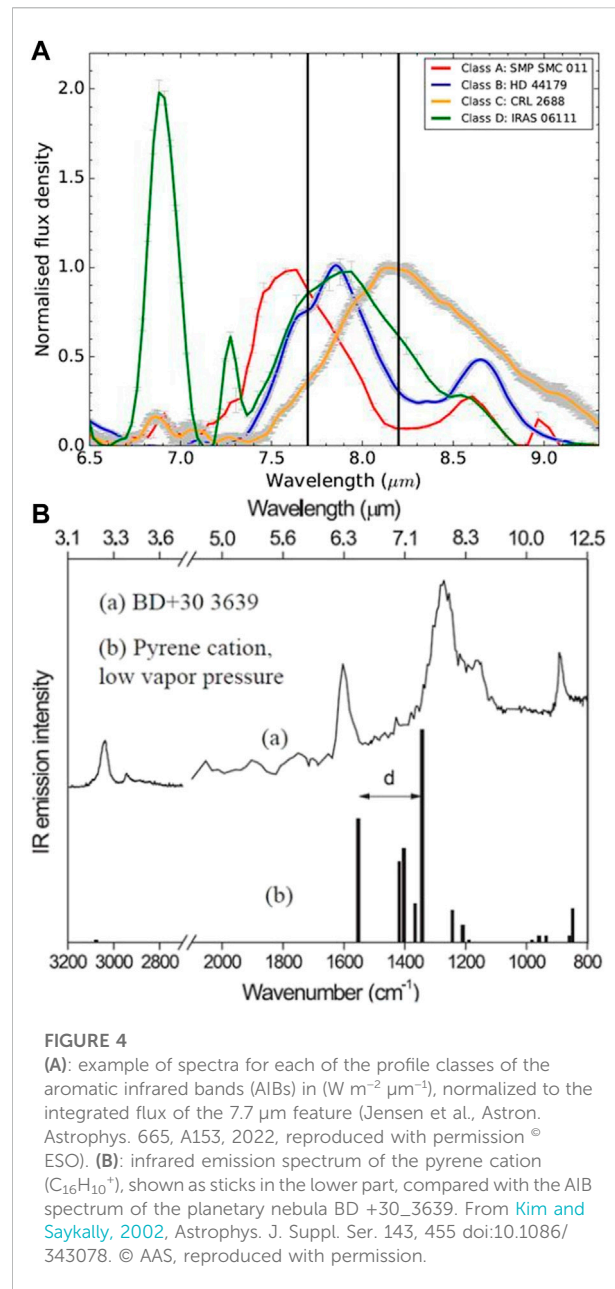 A
Class A: SMP SMC 011
Class B: HD 44179
Class C: CRL 2688
Class D: IRAS 06111
Normalised flux density
2.0
1.5
1.0
0.5
0.0
6.5 7.0 7.5 8.0 8.5 9.0
Wavelength (μm)
B
Wavelength (μm)
3.1 3.3 3.6 5.0 5.6 6.3 7.1 8.3 10.0 12.5
(a) BD+30 3639
(b) Pyrene cation,
low vapor pressure
IR emission intensity
(a)
d
(b)
3200 3000 2800 2000 1800 1600 1400 1200 1000 800
Wavenumber (cm⁻¹)
FIGURE 4
(A): example of spectra for each of the profile classes of the
aromatic infrared bands (AIBs) in (W m⁻² μm⁻¹), normalized to the
integrated flux of the 7.7 μm feature (Jensen et al., Astron.
Astrophys. 665, A153, 2022, reproduced with permission ©
ESO). (B): infrared emission spectrum of the pyrene cation
(C₁₆H₁₀⁺), shown as sticks in the lower part, compared with the AIB
spectrum of the planetary nebula BD +30_3639. From Kim and
Saykally, 2002, Astrophys. J. Suppl. Ser. 143, 455 doi:10.1086/
343078. © AAS, reproduced with permission.